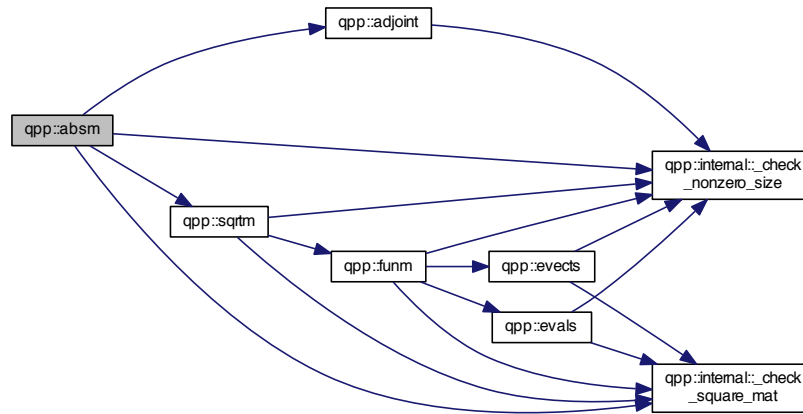 qpp::adjoint
qpp::absm
qpp::internal::_check
_nonzero_size
qpp::sqrtm
qpp::funm
qpp::evects
qpp::evals
qpp::internal::_check
_square_mat